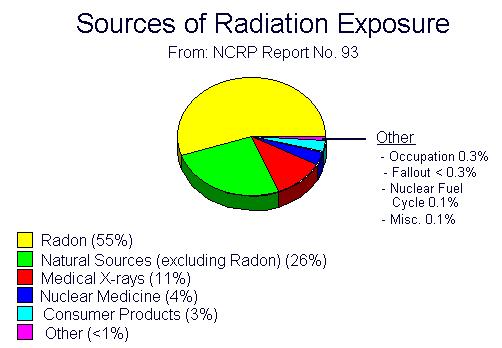 Sources of Radiation Exposure
From: NCRP Report No. 93
Other
- Occupation 0.3%
- Fallout < 0.3%
- Nuclear Fuel
Cycle 0.1%
- Misc. 0.1%
Radon (55%)
Natural Sources (excluding Radon) (26%)
Medical X-rays (11%)
Nuclear Medicine (4%)
Consumer Products (3%)
Other (<1%)